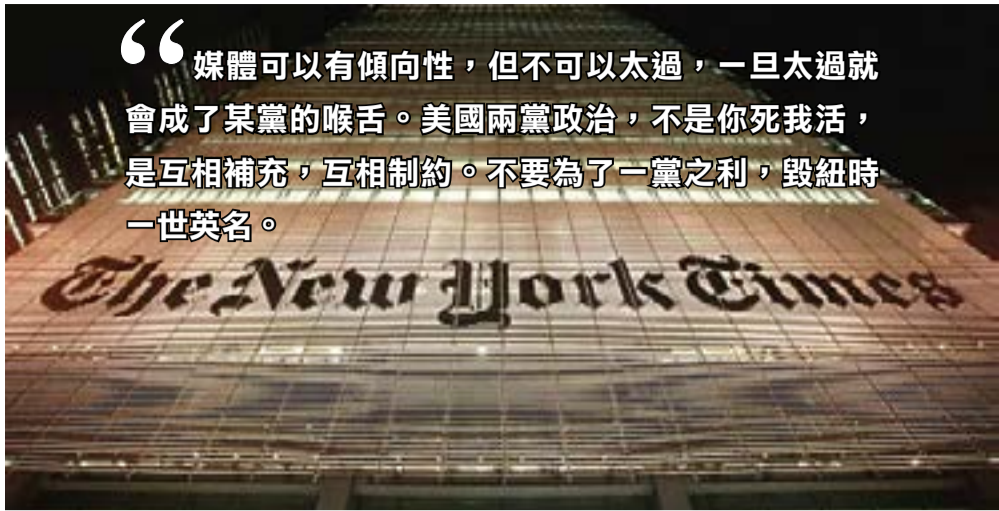 “媒體可以有傾向性，但不可以太過，一旦太過就
會成了某黨的喉舌。美國兩黨政治，不是你死我活，
是互相補充，互相制約。不要為了一黨之利，毀紐時
一世英名。
The New York Times